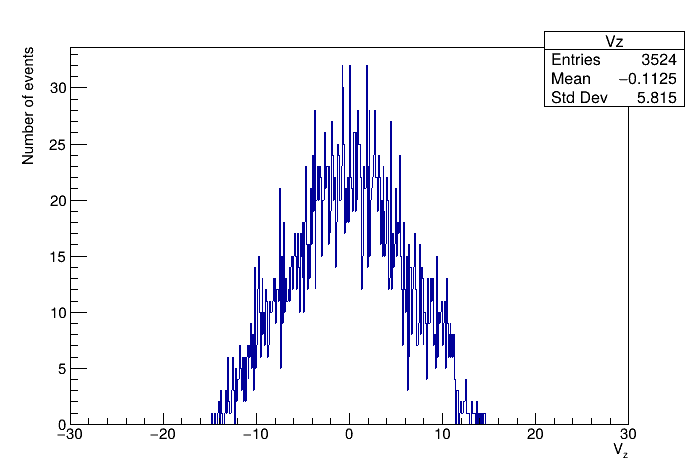 Vz
Entries 3524
Mean −0.1125
Std Dev 5.815
Number of events
30
25
20
15
10
5
0
−30 −20 −10 0 10 20 30
Vz